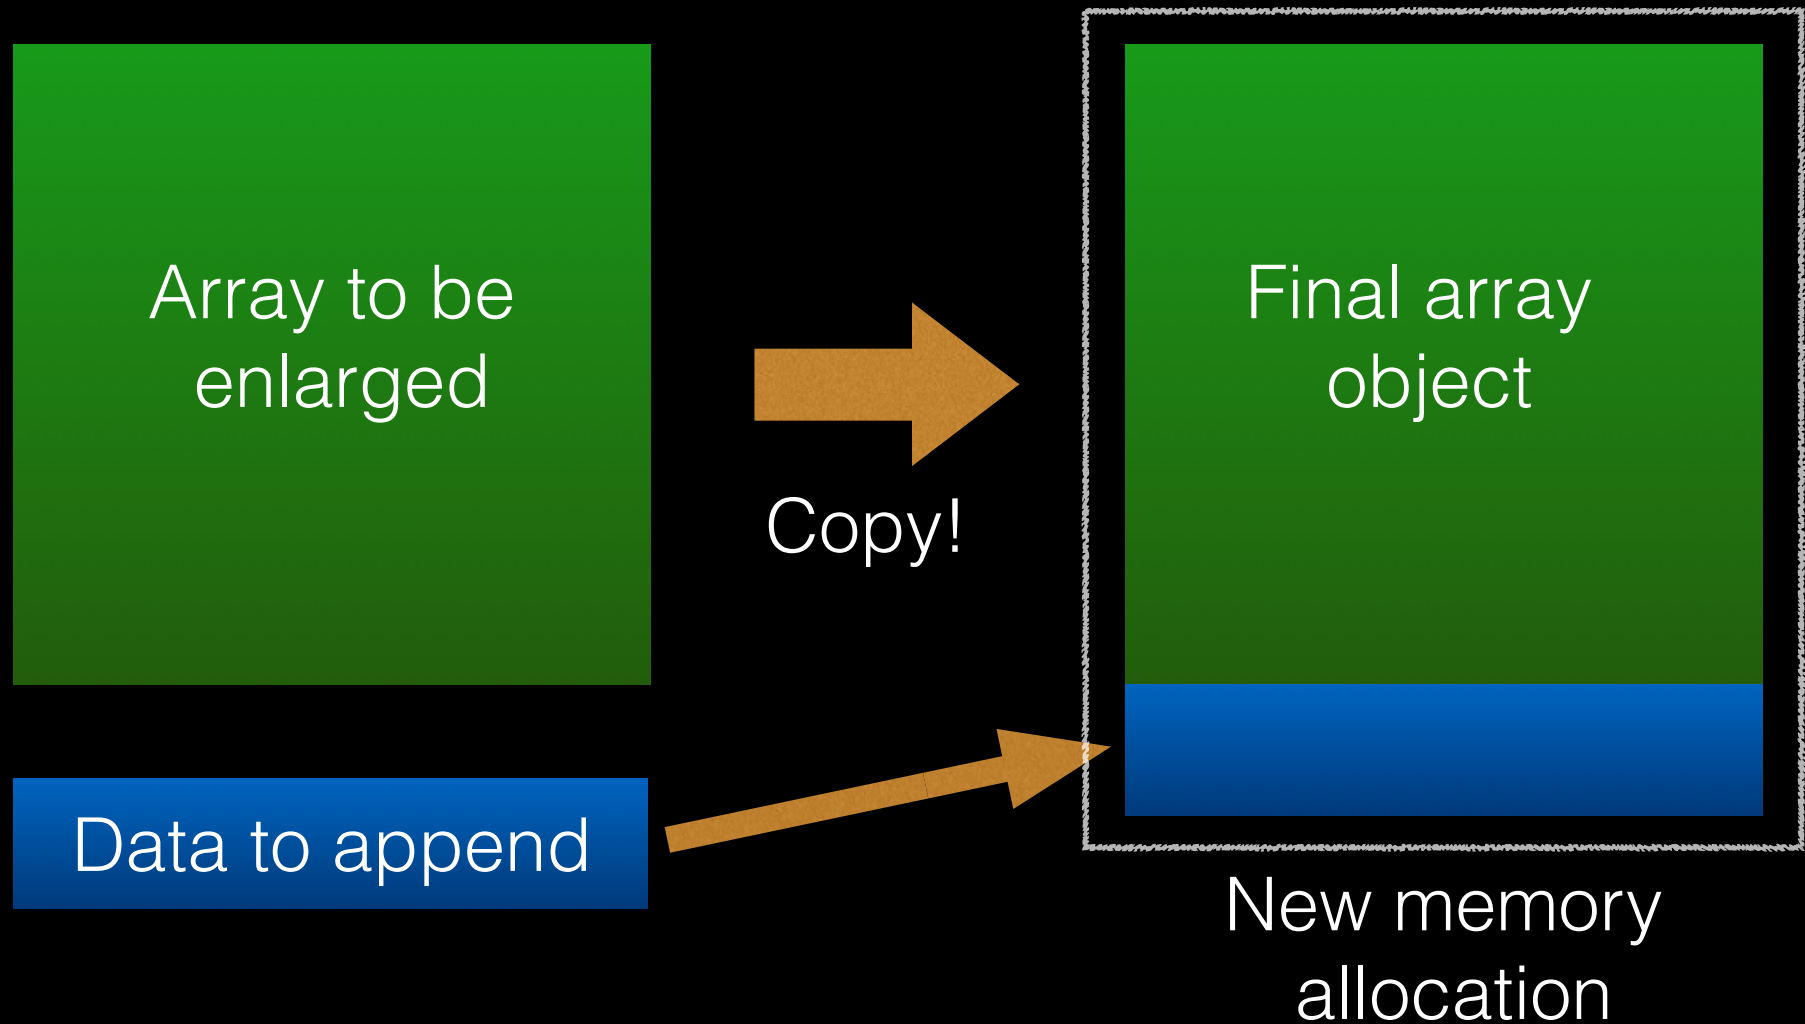 Array to be
enlarged
Copy!
Final array
object
Data to append
New memory
allocation